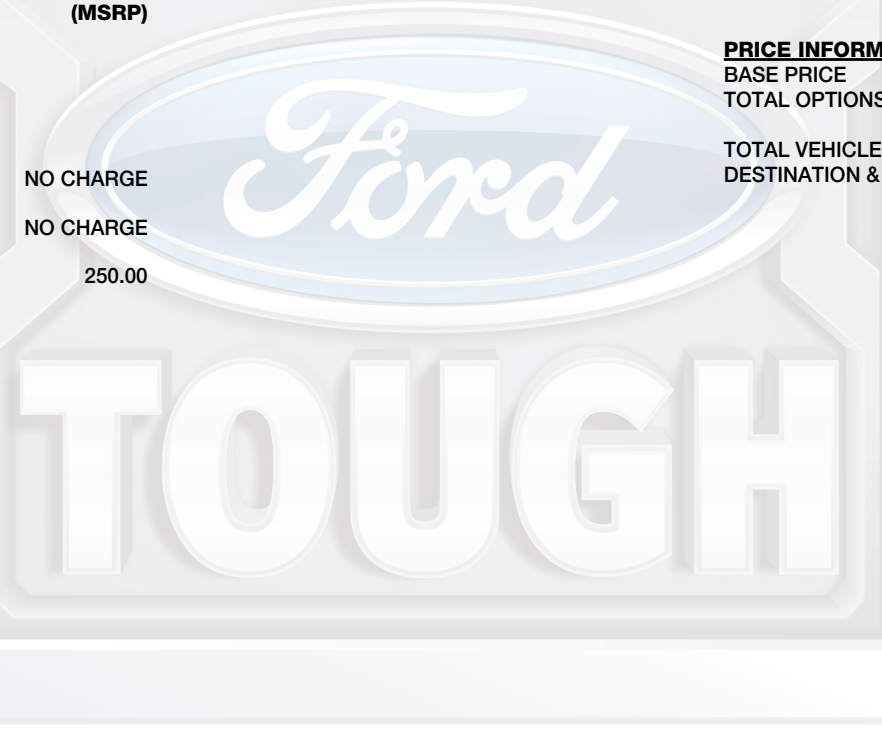 (MSRP)
NO CHARGE
NO CHARGE
250.00
PRICE INFORM
BASE PRICE
TOTAL OPTIONS
TOTAL VEHICLE
DESTINATION &
Ford
TOUGH